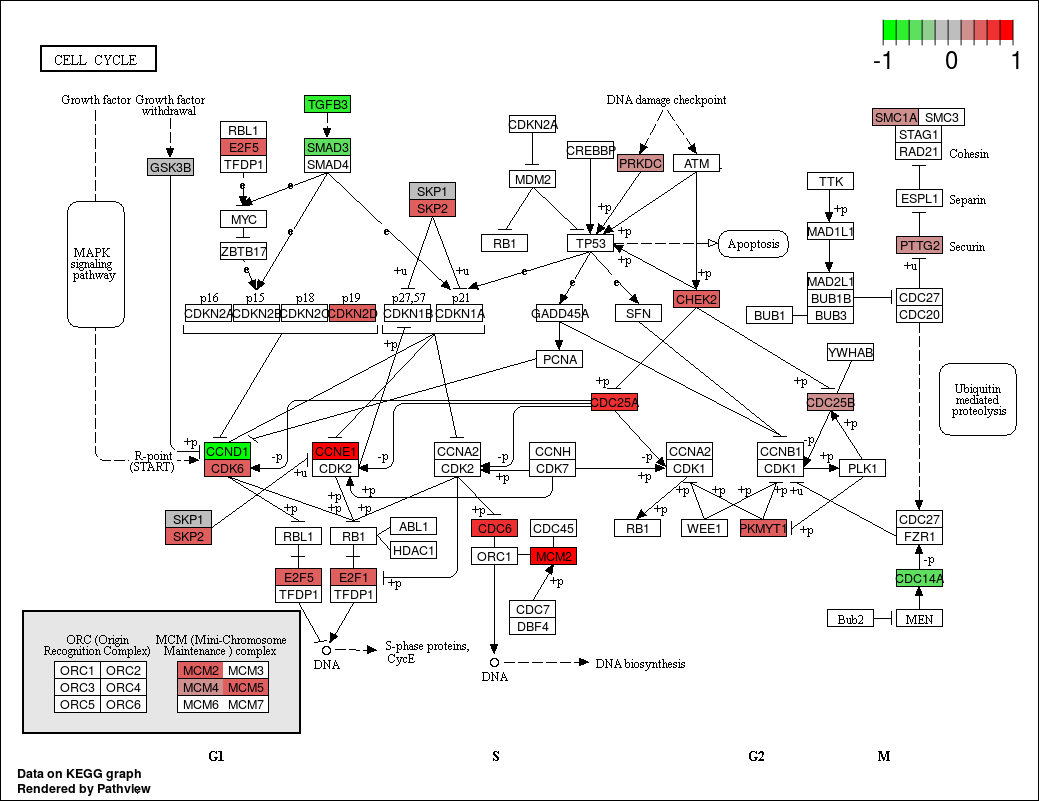 CELL CYCLE
-1 0 1
Growth factor
Growth factor
withdrawal
TGFB3
DNA damage checkpoint
SMC1A SMC3
STAG1
RAD21
Cohesin
RBL1
E2F5
TFDP1
SMAD3
SMAD4
CDKN2A
CREBBP
PRKDC
ATM
GSK3B
e
e
SKP1
SKP2
MDM2
TTK
+p
ESPL1
Separin
MYC
ZBTB17
e
e
e
RB1
TP53
+p
+p
+p
Apoptosis
MAD1L1
PTTG2
Securin
+u
MAPK
signaling
pathway
+u
+u
e
e
e
+p
MAD2L1
BUB1B
BUB3
BUB1
CDC27
CDC20
p16
p15
p18
p19
p27,57
p21
CDKN2A
CDKN2B
CDKN2C
CDKN2D
CDKN1B
CDKN1A
GADD45A
SFN
CHEK2
+p
PCNA
YWHAB
+p
CDC25A
+p
CDC25B
+p
Ubiquitin
mediated
proteolysis
R-point
(START)
+p
CCND1
CDK6
-p
CCNE1
CDK2
-p
CCNA2
CDK2
-p
+p
CCNH
CDK7
-p
+p
CCNA2
CDK1
CCNB1
CDK1
-p
+p
PLK1
+u
+p
+p
+p
+p
+p
+p
+p
+p
+p
+u
SKP1
SKP2
RBL1
RB1
ABL1
HDAC1
+p
CDC6
CDC45
ORC1
MCM2
+p
RB1
WEE1
PKMYT1
+p
CDC27
FZR1
-p
E2F5
TFDP1
E2F1
TFDP1
+p
CDC7
DBF4
CDC14A
Bub2
MEN
ORC (Origin
Recognition Complex)
MCM (Mini-Chromosome
Maintenance ) complex
ORC1 ORC2
ORC3 ORC4
ORC5 ORC6
MCM2 MCM3
MCM4 MCM5
MCM6 MCM7
DNA
S-phase proteins,
CycE
DNA
DNA biosynthesis
G1
S
G2
M
Data on KEGG graph
Rendered by Pathview